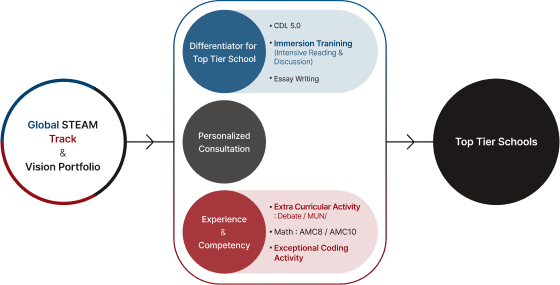 Global STEAM
Track
&
Vision Portfolio
Differentiator for
Top Tier School
• CDL 5.0
• Immersion Tranining
(Intensive Reading &
Discussion)
• Essay Writing
Personalized
Consultation
Experience
&
Competency
• Extra Curricular Activity
: Debate / MUN/
• Math : AMC8 / AMC10
• Exceptional Coding
Activity
Top Tier Schools